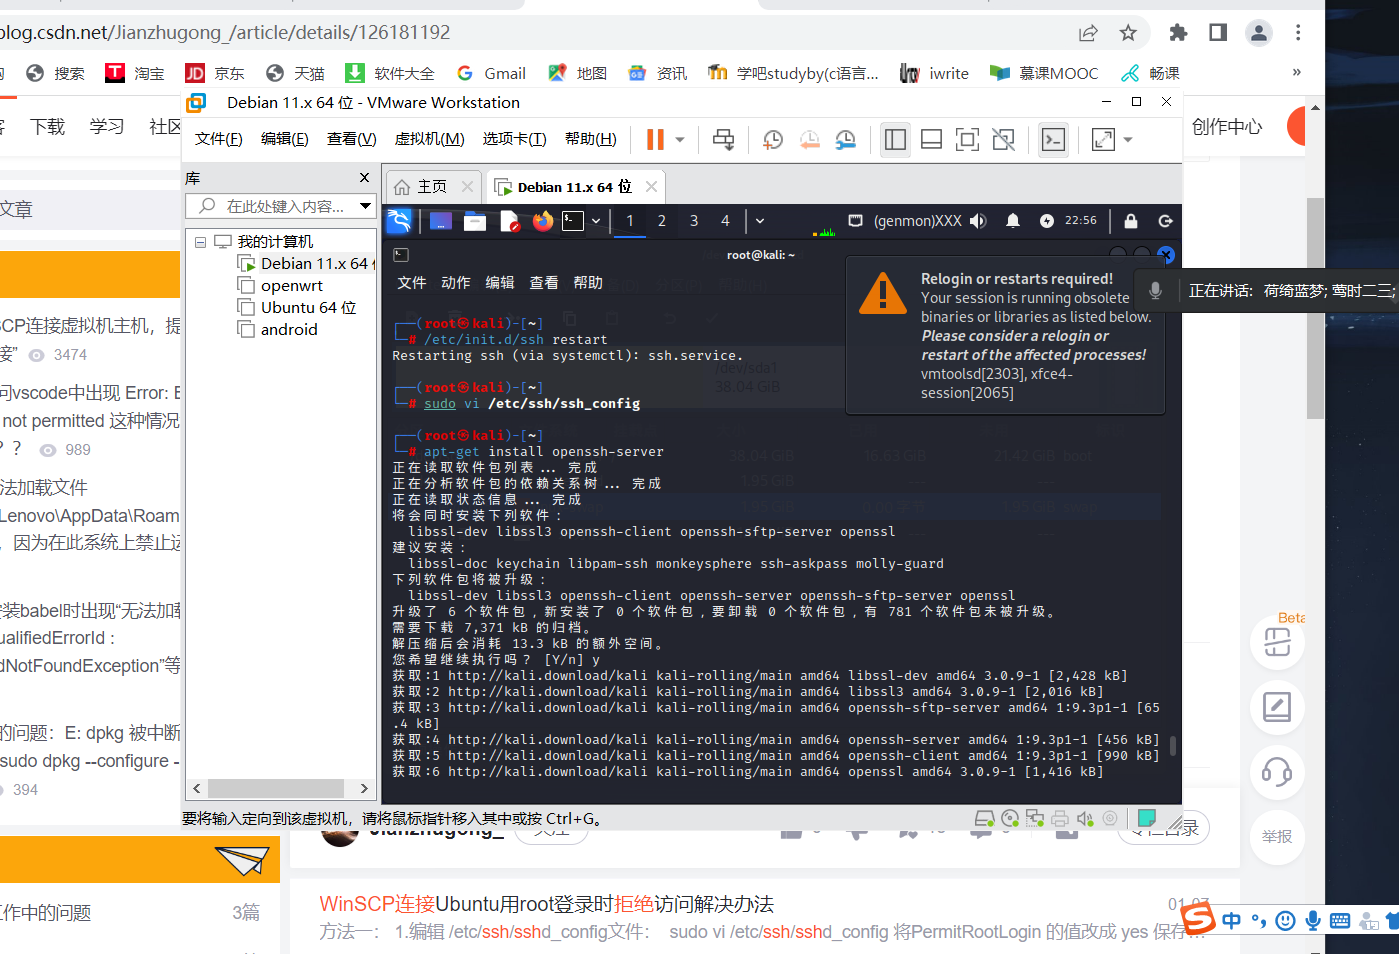 blog.csdn.net/Jianzhugong_/article/details/126181192
搜索 淘宝 京东 天猫 软件大全 Gmail 地图 资讯 学吧studyby(c语言... iwrite 慕课MOOC 畅课 »
Debian 11.x 64 位 - VMware Workstation
下载 学习 社区
文件(F) 编辑(E) 查看(V) 虚拟机(M) 选项卡(T) 帮助(H)
创作中心
库
在此处键入内容...
主页
Debian 11.x 64 位
文章
我的计算机
Debian 11.x 64 位
openwrt
Ubuntu 64 位
android
1 2 3 4
(genmon)XXX
22:56
root@kali: ~
文件 动作 编辑 查看 帮助
Relogin or restarts required!
Your session is running obsolete
binaries or libraries as listed below.
Please consider a relogin or
restart of the affected processes!
vmtoolsd[2303], xfce4-
session[2065]
正在讲话: 荷绮蓝梦; 莺时二三;
SCP连接虚拟机主机，提
接” 3474
问vscode中出现 Error: E
not permitted 这种情况
？？ 989
法加载文件
Lenovo\AppData\Roam
，因为在此系统上禁止运
安装babel时出现“无法加载
ualifiedErrorId :
dNotFoundException”等
的问题：E: dpkg 被中断
sudo dpkg --configure -
394
(root㉿kali)-[~]
# /etc/init.d/ssh restart
Restarting ssh (via systemctl): ssh.service.
(root㉿kali)-[~]
# sudo vi /etc/ssh/ssh_config
(root㉿kali)-[~]
# apt-get install openssh-server
正在读取软件包列表... 完成
正在分析软件包的依赖关系树... 完成
正在读取状态信息... 完成
将会同时安装下列软件：
libssl-dev libssl3 openssh-client openssh-sftp-server openssl
建议安装：
libssl-doc keychain libpam-ssh monkeysphere ssh-askpass molly-guard
下列软件包将被升级：
libssl-dev libssl3 openssh-client openssh-server openssh-sftp-server openssl
升级了 6 个软件包，新安装了 0 个软件包，要卸载 0 个软件包，有 781 个软件包未被升级。
需要下载 7,371 kB 的归档。
解压缩后会消耗 13.3 kB 的额外空间。
您希望继续执行吗？ [Y/n] y
获取:1 http://kali.download/kali kali-rolling/main amd64 libssl-dev amd64 3.0.9-1 [2,428 kB]
获取:2 http://kali.download/kali kali-rolling/main amd64 libssl3 amd64 3.0.9-1 [2,016 kB]
获取:3 http://kali.download/kali kali-rolling/main amd64 openssh-sftp-server amd64 1:9.3p1-1 [65
.4 kB]
获取:4 http://kali.download/kali kali-rolling/main amd64 openssh-server amd64 1:9.3p1-1 [456 kB]
获取:5 http://kali.download/kali kali-rolling/main amd64 openssh-client amd64 1:9.3p1-1 [990 kB]
获取:6 http://kali.download/kali kali-rolling/main amd64 openssl amd64 3.0.9-1 [1,416 kB]
/dev/sda1
38.04 GiB
38.04 GiB 16.63 GiB 21.42 GiB boot
1.95 GiB
要将输入定向到该虚拟机，请将鼠标指针移入其中或按 Ctrl+G。
Beta
举报
Jianzhugong_ 关注
专栏目录
工作中的问题 3篇
WinSCP连接Ubuntu用root登录时拒绝访问解决办法
01-07
方法一： 1.编辑 /etc/ssh/sshd_config文件： sudo vi /etc/ssh/sshd_config 将PermitRootLogin 的值改成 yes 保存...
中